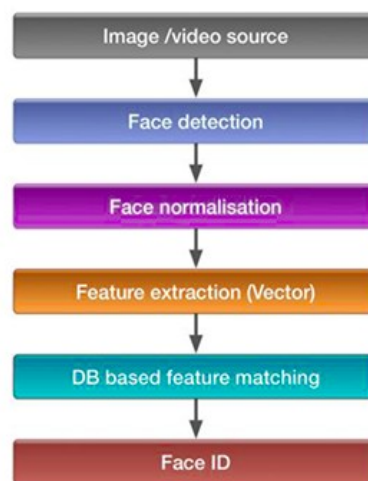 Image /video source
Face detection
Face normalisation
Feature extraction (Vector)
DB based feature matching
Face ID